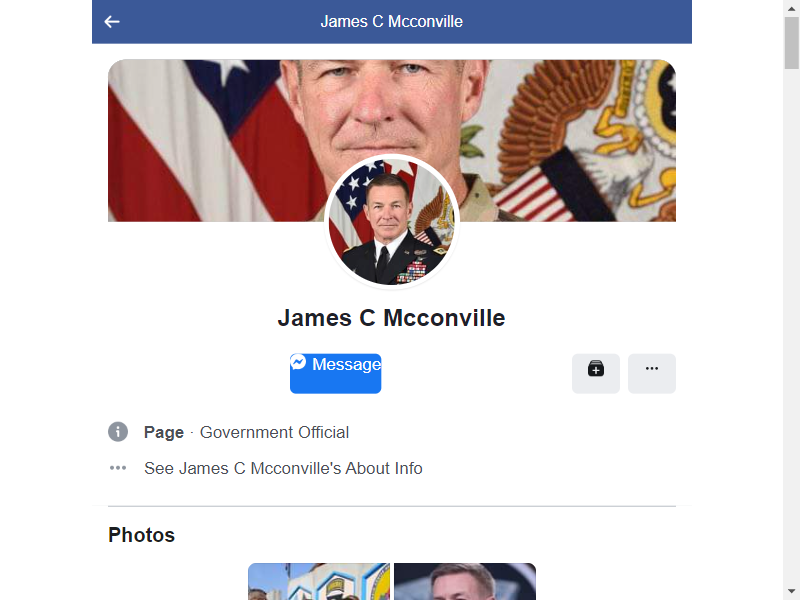 James C Mcconville
James C Mcconville
Message
Page · Government Official
See James C Mcconville's About Info
Photos